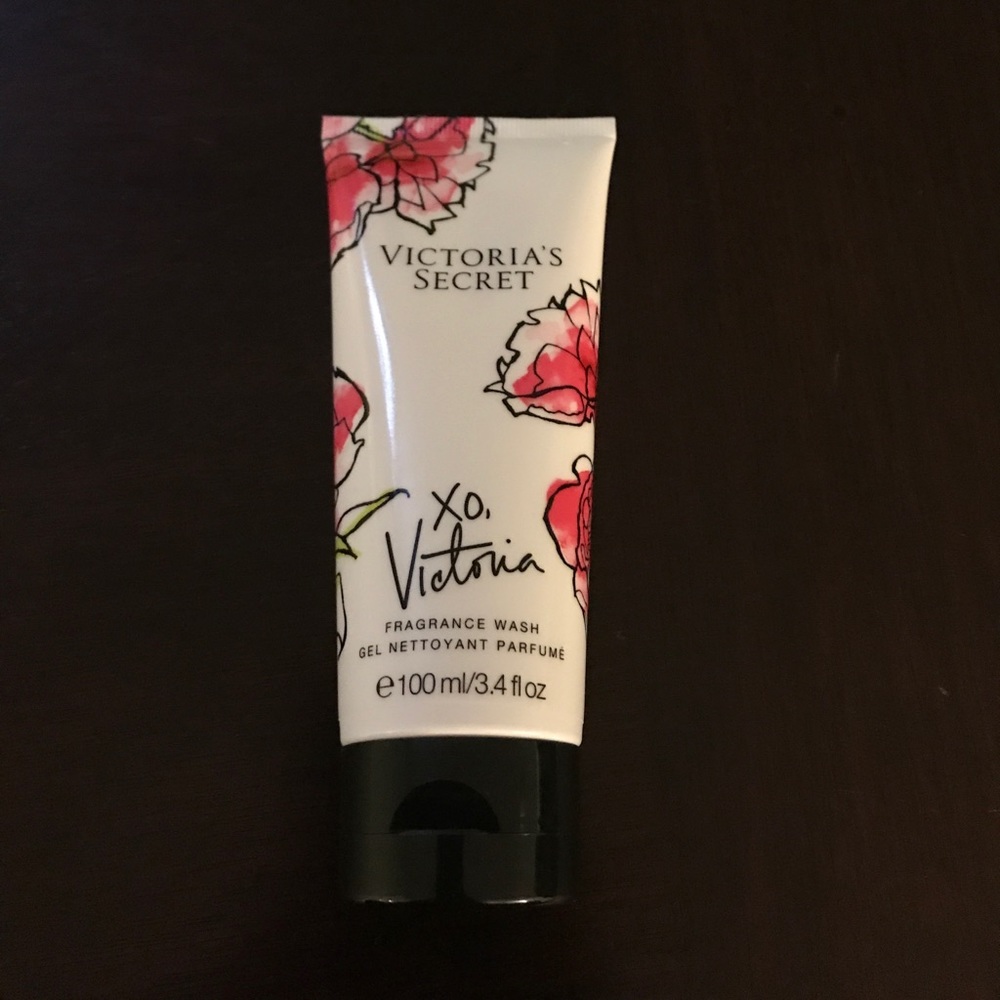 VICTORIA'S
SECRET
XO,
Victoria
FRAGRANCE WASH
GEL NETTOYANT PARFUMÉ
℮100 ml/3.4 fl oz